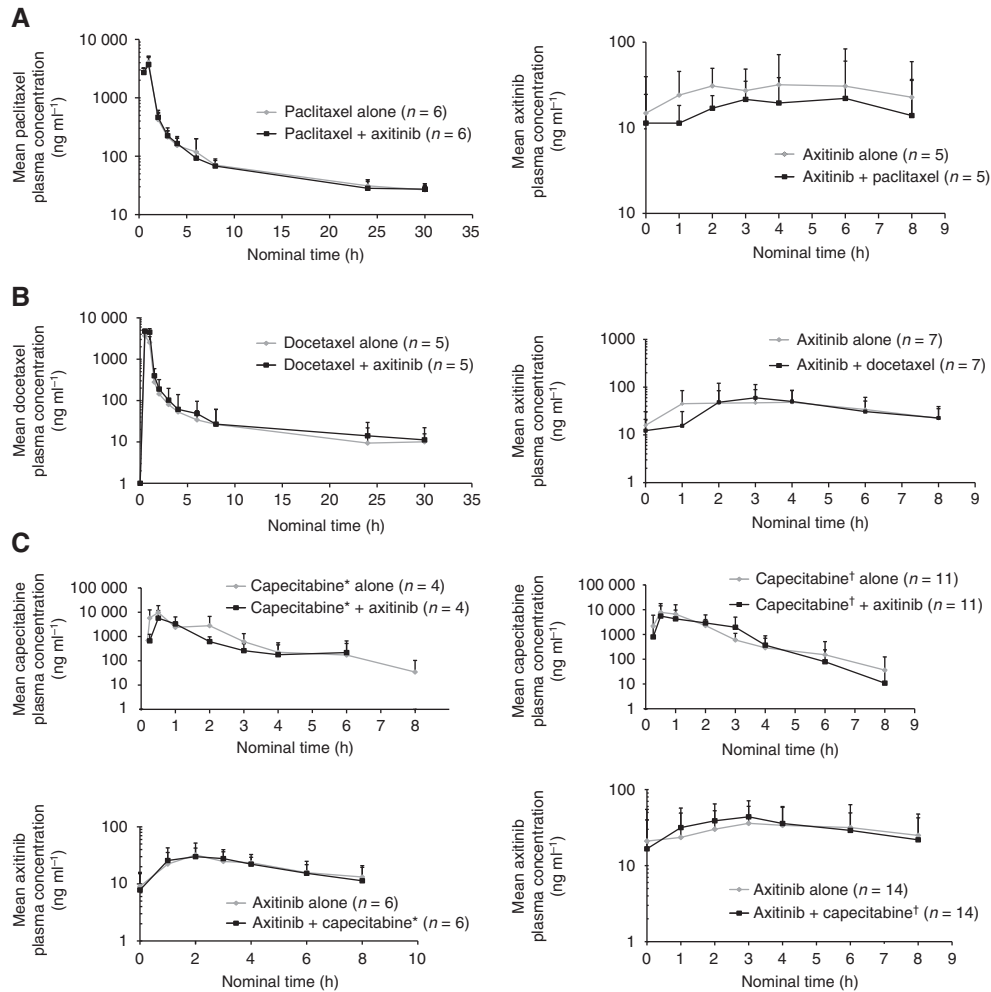 A
Mean paclitaxel
plasma concentration
(ng ml⁻¹)
10 000
1000
100
10
0 5 10 15 20 25 30 35
Nominal time (h)
Paclitaxel alone (n = 6)
Paclitaxel + axitinib (n = 6)
Mean axitinib
plasma concentration
(ng ml⁻¹)
100
10
10
0 1 2 3 4 5 6 7 8 9
Nominal time (h)
Axitinib alone (n = 5)
Axitinib + paclitaxel (n = 5)
B
Mean docetaxel
plasma concentration
(ng ml⁻¹)
10 000
1000
100
10
1
0 5 10 15 20 25 30 35
Nominal time (h)
Docetaxel alone (n = 5)
Docetaxel + axitinib (n = 5)
Mean axitinib
plasma concentration
(ng ml⁻¹)
1000
100
10
1
0 1 2 3 4 5 6 7 8 9
Nominal time (h)
Axitinib alone (n = 7)
Axitinib + docetaxel (n = 7)
C
Mean capecitabine
plasma concentration
(ng ml⁻¹)
100 000
10 000
1000
100
10
1
0 1 2 3 4 5 6 7 8
Nominal time (h)
Capecitabine* alone (n = 4)
Capecitabine* + axitinib (n = 4)
Mean capecitabine
plasma concentration
(ng ml⁻¹)
100 000
10 000
1000
100
10
1
0 1 2 3 4 5 6 7 8 9
Nominal time (h)
Capecitabine† alone (n = 11)
Capecitabine† + axitinib (n = 11)
Mean axitinib
plasma concentration
(ng ml⁻¹)
100
10
1
0 2 4 6 8 10
Nominal time (h)
Axitinib alone (n = 6)
Axitinib + capecitabine* (n = 6)
Mean axitinib
plasma concentration
(ng ml⁻¹)
100
10
1
0 1 2 3 4 5 6 7 8 9
Nominal time (h)
Axitinib alone (n = 14)
Axitinib + capecitabine† (n = 14)